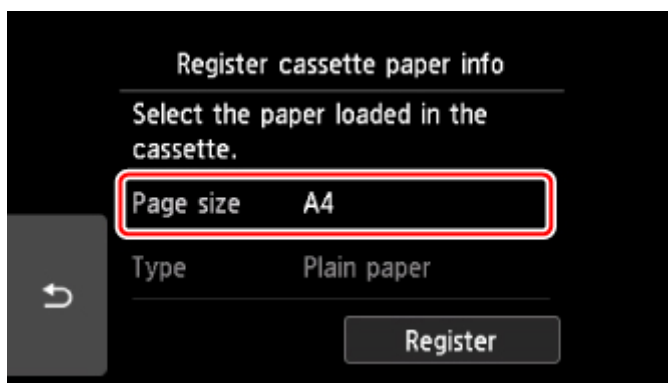 Register cassette paper info
Select the paper loaded in the
cassette.
Page size A4
Type Plain paper
Register